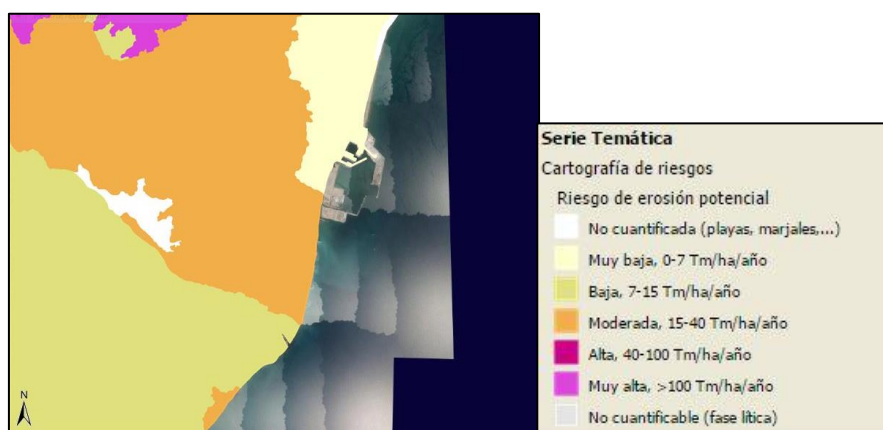 N
Serie Temática
Cartografía de riesgos
Riesgo de erosión potencial
No cuantificada (playas, marjales,...)
Muy baja, 0-7 Tm/ha/año
Baja, 7-15 Tm/ha/año
Moderada, 15-40 Tm/ha/año
Alta, 40-100 Tm/ha/año
Muy alta, >100 Tm/ha/año
No cuantificable (fase lítica)